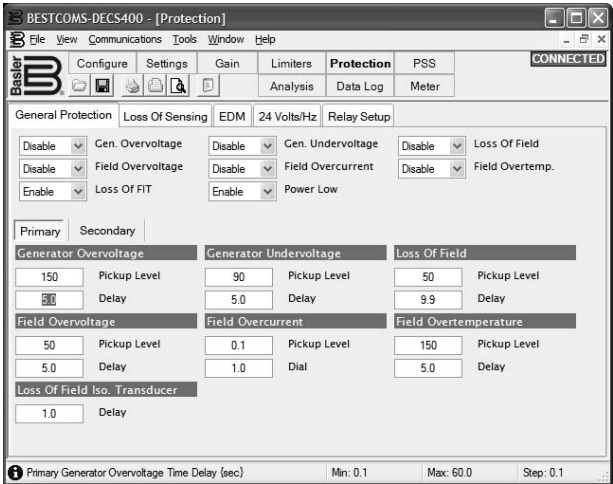 BESTCOMS-DECS400 - [Protection]
File View Communications Tools Window Help
Basler
Configure Settings Gain Limiters Protection PSS CONNECTED
Analysis Data Log Meter
General Protection Loss Of Sensing EDM 24 Volts/Hz Relay Setup
Disable Gen. Overvoltage Disable Gen. Undervoltage Disable Loss Of Field
Disable Field Overvoltage Disable Field Overcurrent Disable Field Overtemp.
Enable Loss Of FIT Enable Power Low
Primary Secondary
Generator Overvoltage Generator Undervoltage Loss Of Field
150 Pickup Level 90 Pickup Level 50 Pickup Level
5.0 Delay 5.0 Delay 9.9 Delay
Field Overvoltage Field Overcurrent Field Overtemperature
50 Pickup Level 0.1 Pickup Level 150 Pickup Level
5.0 Delay 1.0 Dial 5.0 Delay
Loss Of Field Iso. Transducer
1.0 Delay
Primary Generator Overvoltage Time Delay {sec} Min: 0.1 Max: 60.0 Step: 0.1